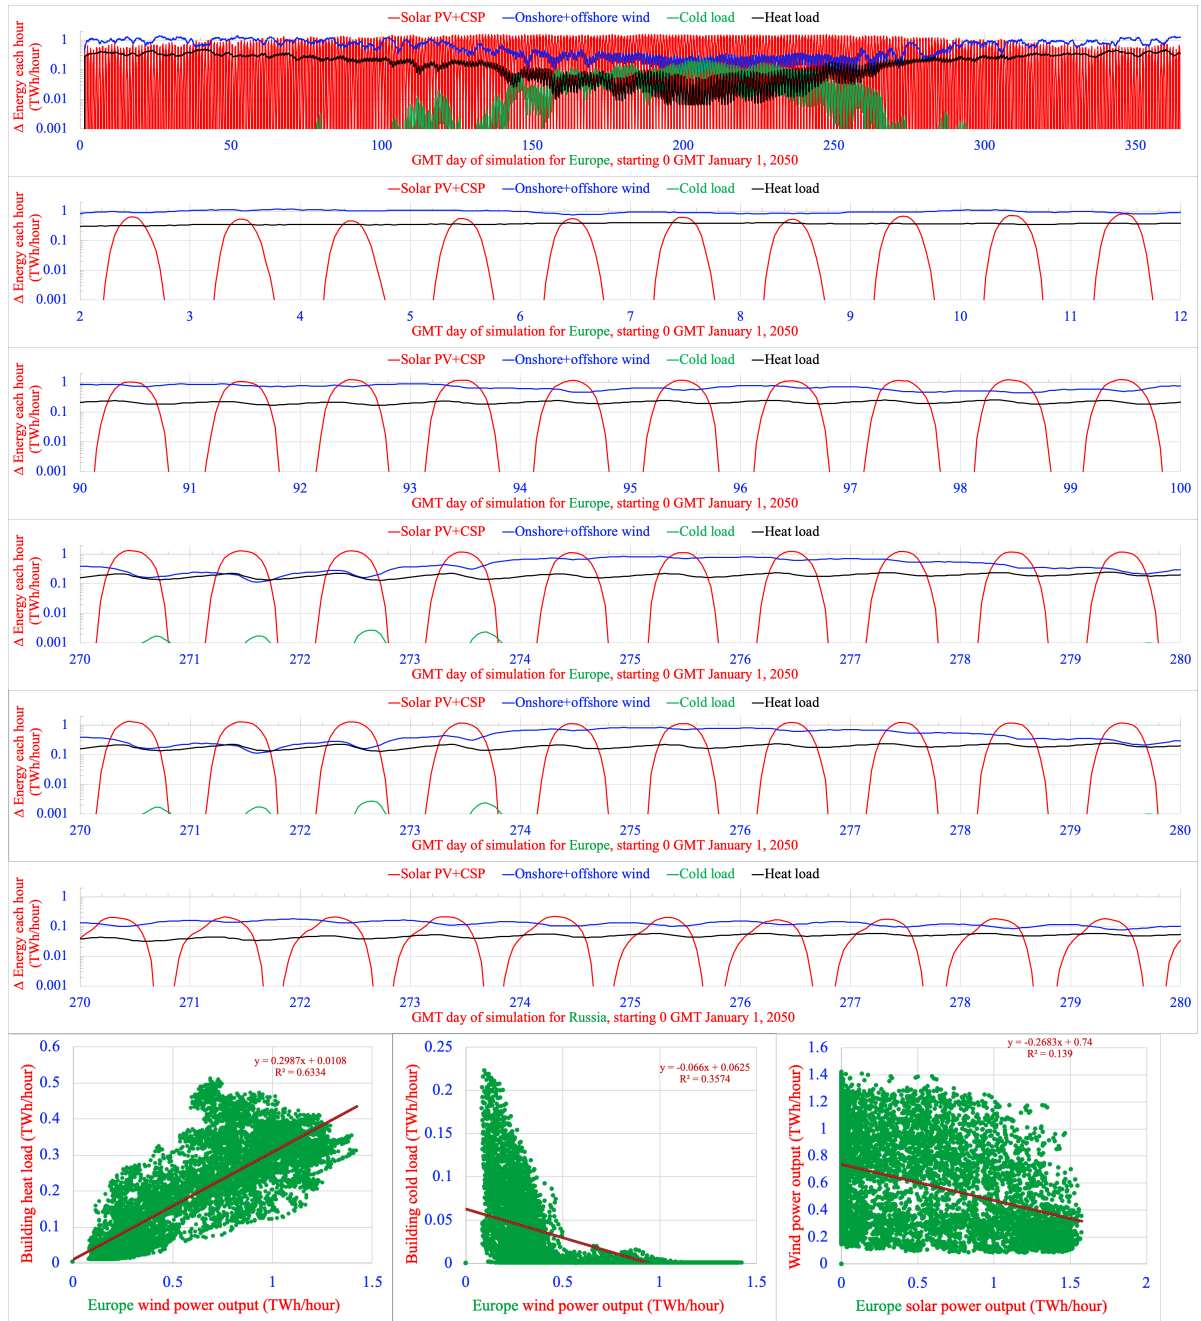 —Solar PV+CSP —Onshore+offshore wind —Cold load —Heat load
Δ Energy each hour
(TWh/hour)
1
0.1
0.01
0.001
0 50 100 150 200 250 300 350
GMT day of simulation for Europe, starting 0 GMT January 1, 2050
—Solar PV+CSP —Onshore+offshore wind —Cold load —Heat load
Δ Energy each hour
(TWh/hour)
1
0.1
0.01
0.001
2 3 4 5 6 7 8 9 10 11 12
GMT day of simulation for Europe, starting 0 GMT January 1, 2050
—Solar PV+CSP —Onshore+offshore wind —Cold load —Heat load
Δ Energy each hour
(TWh/hour)
1
0.1
0.01
0.001
90 91 92 93 94 95 96 97 98 99 100
GMT day of simulation for Europe, starting 0 GMT January 1, 2050
—Solar PV+CSP —Onshore+offshore wind —Cold load —Heat load
Δ Energy each hour
(TWh/hour)
1
0.1
0.01
0.001
270 271 272 273 274 275 276 277 278 279 280
GMT day of simulation for Europe, starting 0 GMT January 1, 2050
—Solar PV+CSP —Onshore+offshore wind —Cold load —Heat load
Δ Energy each hour
(TWh/hour)
1
0.1
0.01
0.001
270 271 272 273 274 275 276 277 278 279 280
GMT day of simulation for Europe, starting 0 GMT January 1, 2050
—Solar PV+CSP —Onshore+offshore wind —Cold load —Heat load
Δ Energy each hour
(TWh/hour)
1
0.1
0.01
0.001
270 271 272 273 274 275 276 277 278 279 280
GMT day of simulation for Russia, starting 0 GMT January 1, 2050
Building heat load (TWh/hour)
0.6
0.5
0.4
0.3
0.2
0.1
0
y = 0.2987x + 0.0108
R² = 0.6334
0 0.5 1 1.5
Europe wind power output (TWh/hour)
Building cold load (TWh/hour)
0.25
0.2
0.15
0.1
0.05
0
y = -0.066x + 0.0625
R² = 0.3574
0 0.5 1 1.5
Europe wind power output (TWh/hour)
Wind power output (TWh/hour)
1.6
1.4
1.2
1
0.8
0.6
0.4
0.2
0
y = -0.2683x + 0.74
R² = 0.139
0 0.5 1 1.5 2
Europe solar power output (TWh/hour)